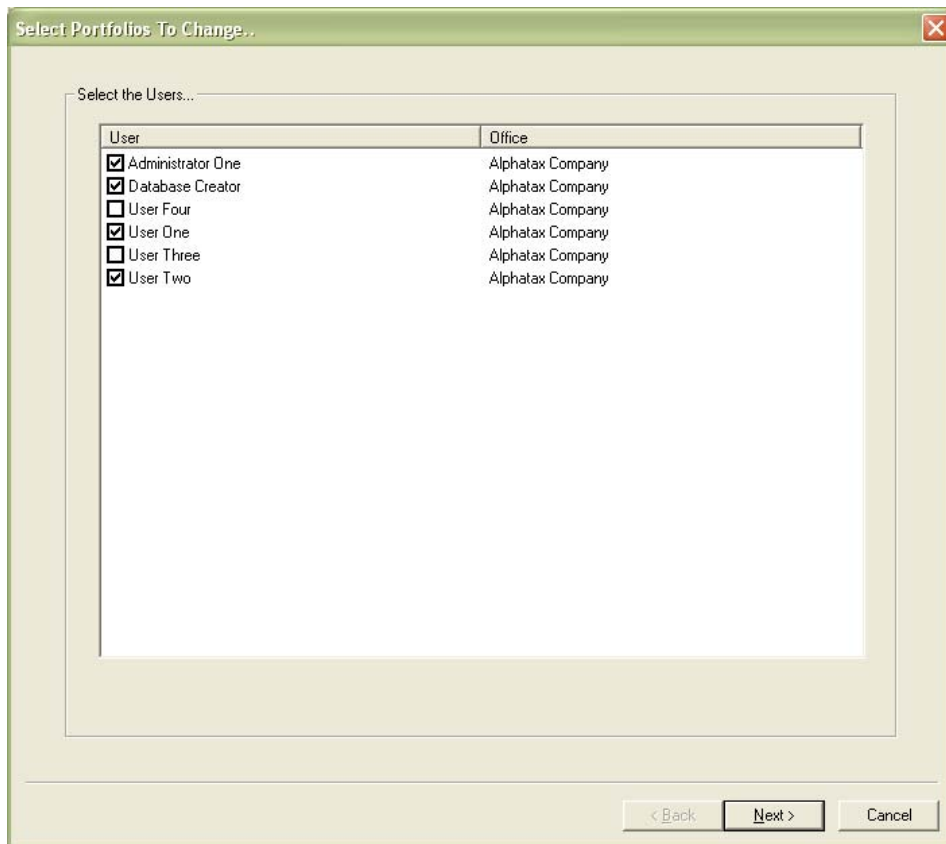 Select Portfolios To Change..
Select the Users...
User Office
Administrator One Alphatax Company
Database Creator Alphatax Company
User Four Alphatax Company
User One Alphatax Company
User Three Alphatax Company
User Two Alphatax Company
< Back Next > Cancel